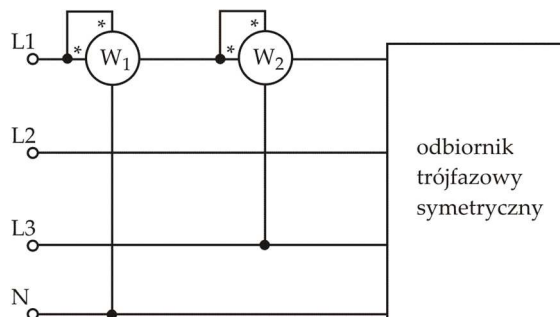 * *
L1 * W1 * W2
L2
odbiornik
trójfazowy
symetryczny
L3
N